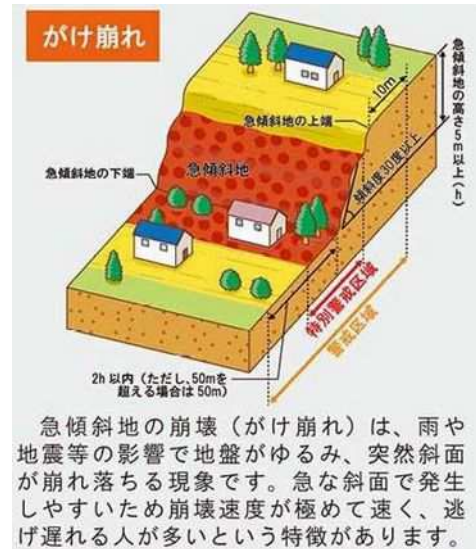 がけ崩れ
10m
急傾斜地の高さ5m以上(h)
急傾斜地の上端
急傾斜地
急傾斜地の下端
傾斜度30度以上
特別警戒区域
警戒区域
2h以内(ただし、50mを
超える場合は50m)
急傾斜地の崩壊(がけ崩れ)は、雨や
地震等の影響で地盤がゆるみ、突然斜面
が崩れ落ちる現象です。急な斜面で発生
しやすいため崩壊速度が極めて速く、逃
げ遅れる人が多いという特徴があります。